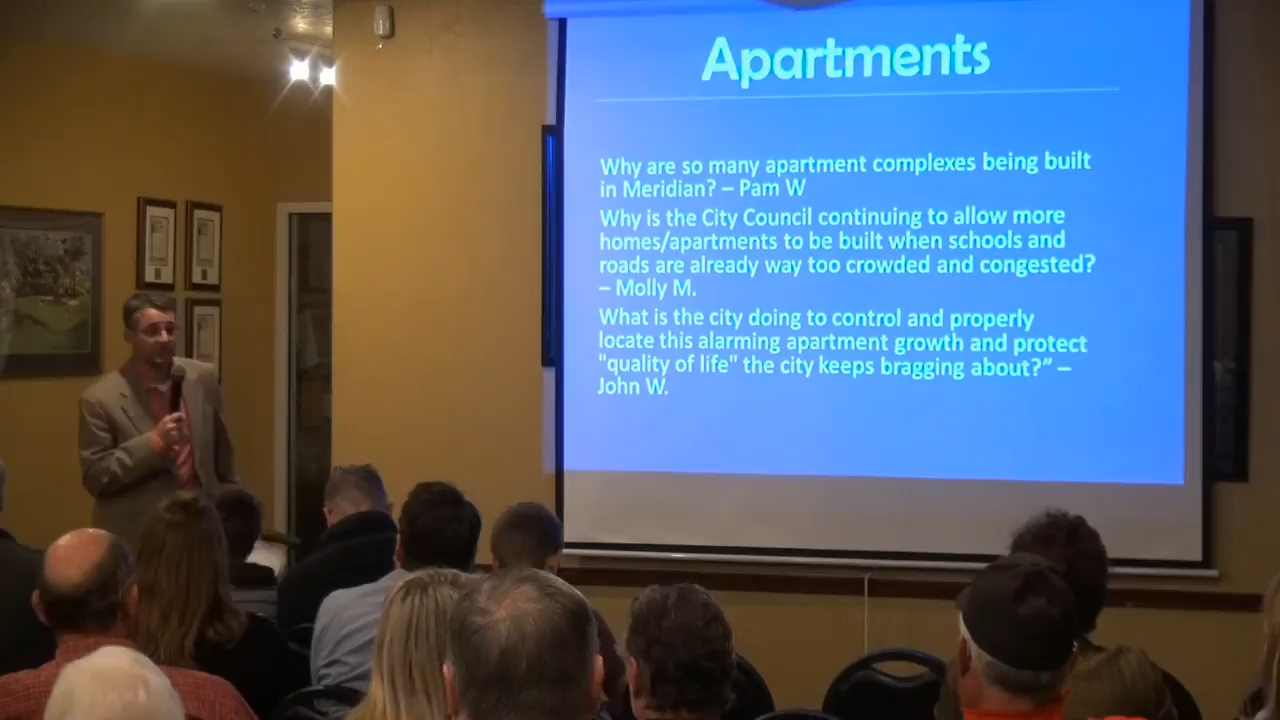 Apartments
Why are so many apartment complexes being built
in Meridian? – Pam W
Why is the City Council continuing to allow more
homes/apartments to be built when schools and
roads are already way too crowded and congested?
– Molly M.
What is the city doing to control and properly
locate this alarming apartment growth and protect
"quality of life" the city keeps bragging about?” –
John W.